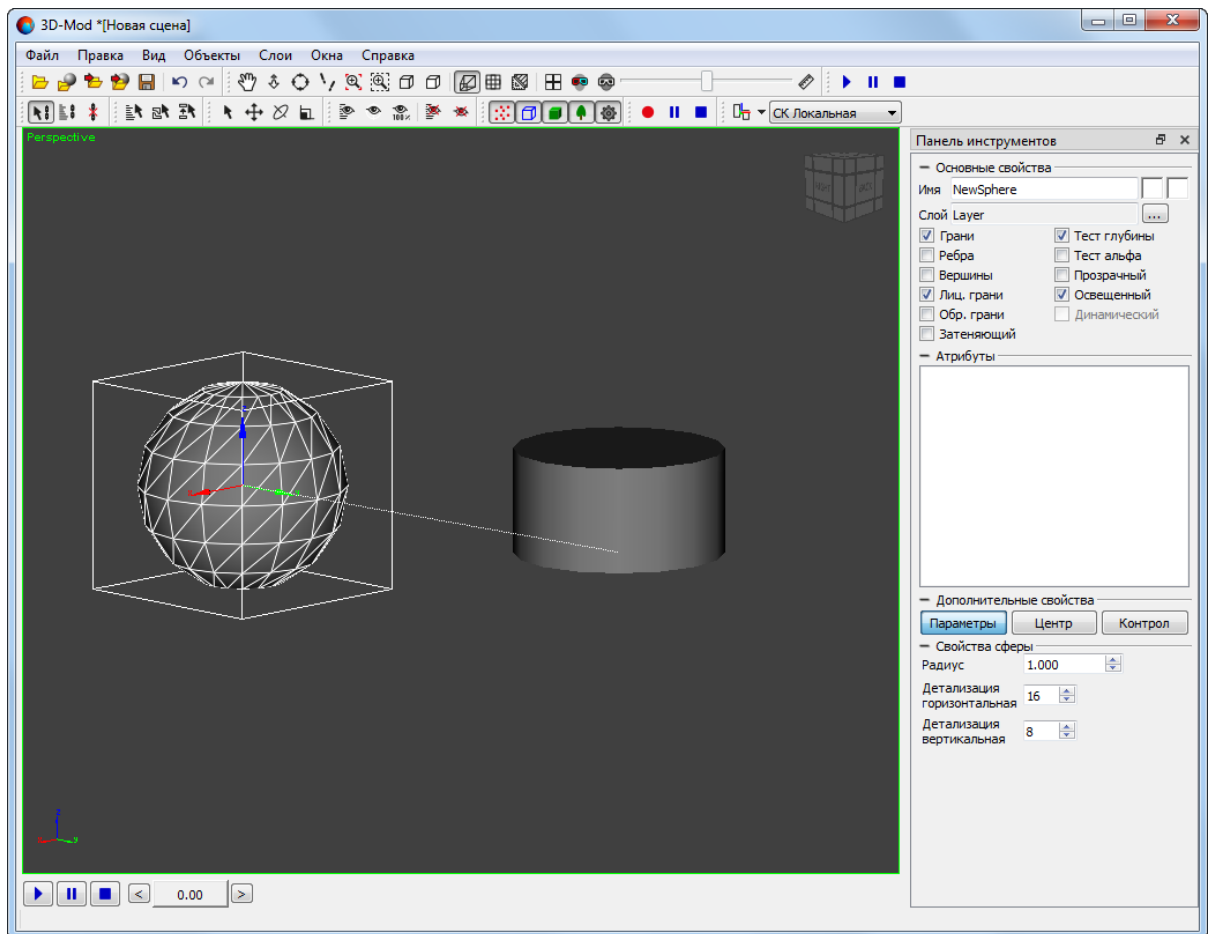 3D-Mod *[Новая сцена]
Файл Правка Вид Объекты Слои Окна Справка
100%
СК Локальная
Perspective
Панель инструментов
Основные свойства
Имя NewSphere
Слой Layer ...
Грани Тест глубины
Ребра Тест альфа
Вершины Прозрачный
Лиц. грани Освещенный
Обр. грани Динамический
Затеняющий
Атрибуты
Дополнительные свойства
Параметры Центр Контрол
Свойства сферы
Радиус 1.000
Детализация
горизонтальная 16
Детализация
вертикальная 8
z
x y
< 0.00 >